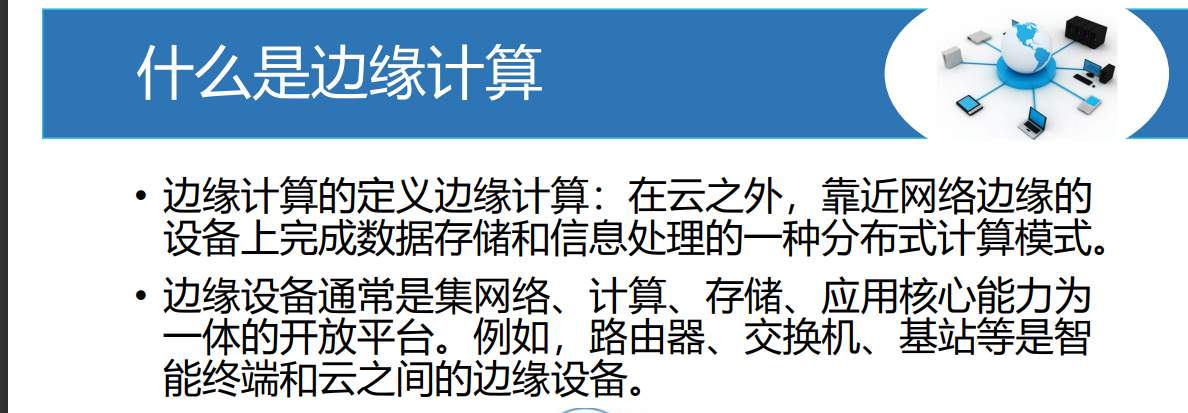 什么是边缘计算
• 边缘计算的定义边缘计算：在云之外，靠近网络边缘的
设备上完成数据存储和信息处理的一种分布式计算模式。
• 边缘设备通常是集网络、计算、存储、应用核心能力为
一体的开放平台。例如，路由器、交换机、基站等是智
能终端和云之间的边缘设备。